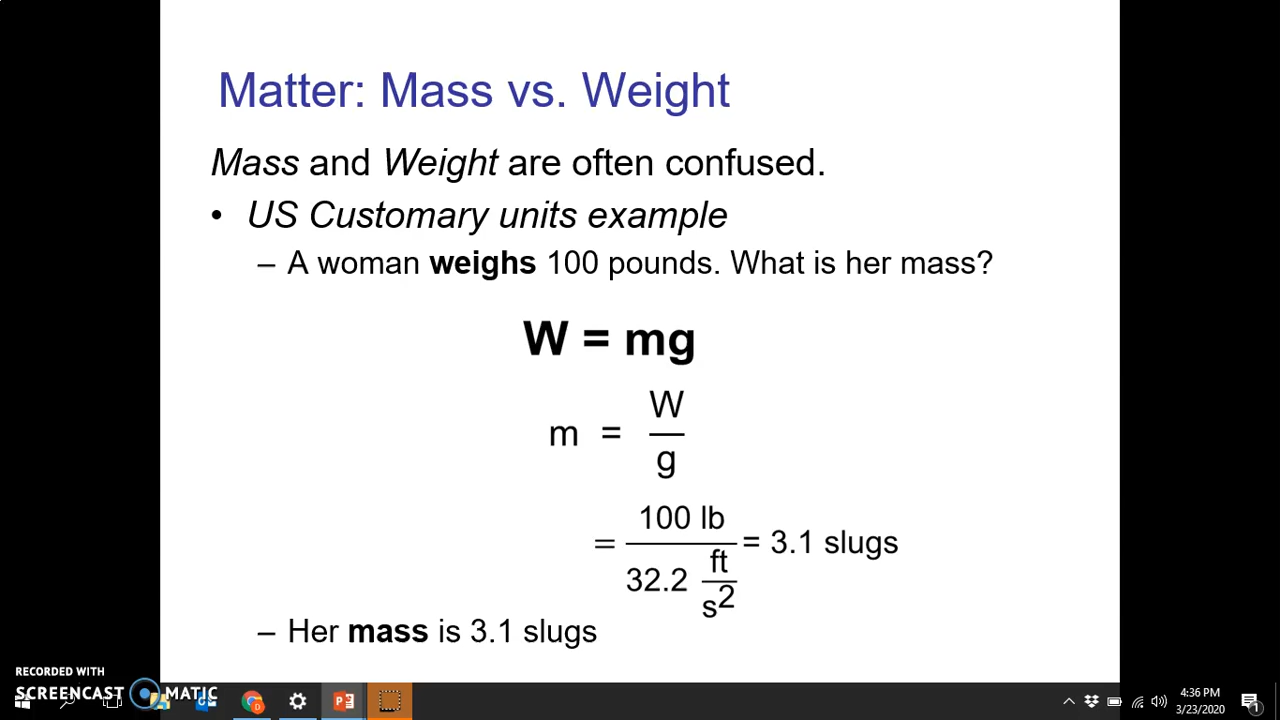 Matter: Mass vs. Weight
Mass and Weight are often confused.
• US Customary units example
– A woman weighs 100 pounds. What is her mass?
W = mg
m = W
g
= 100 lb
32.2 ft
s2
= 3.1 slugs
– Her mass is 3.1 slugs
RECORDED WITH
SCREENCAST MATIC
4:36 PM
3/23/2020
1